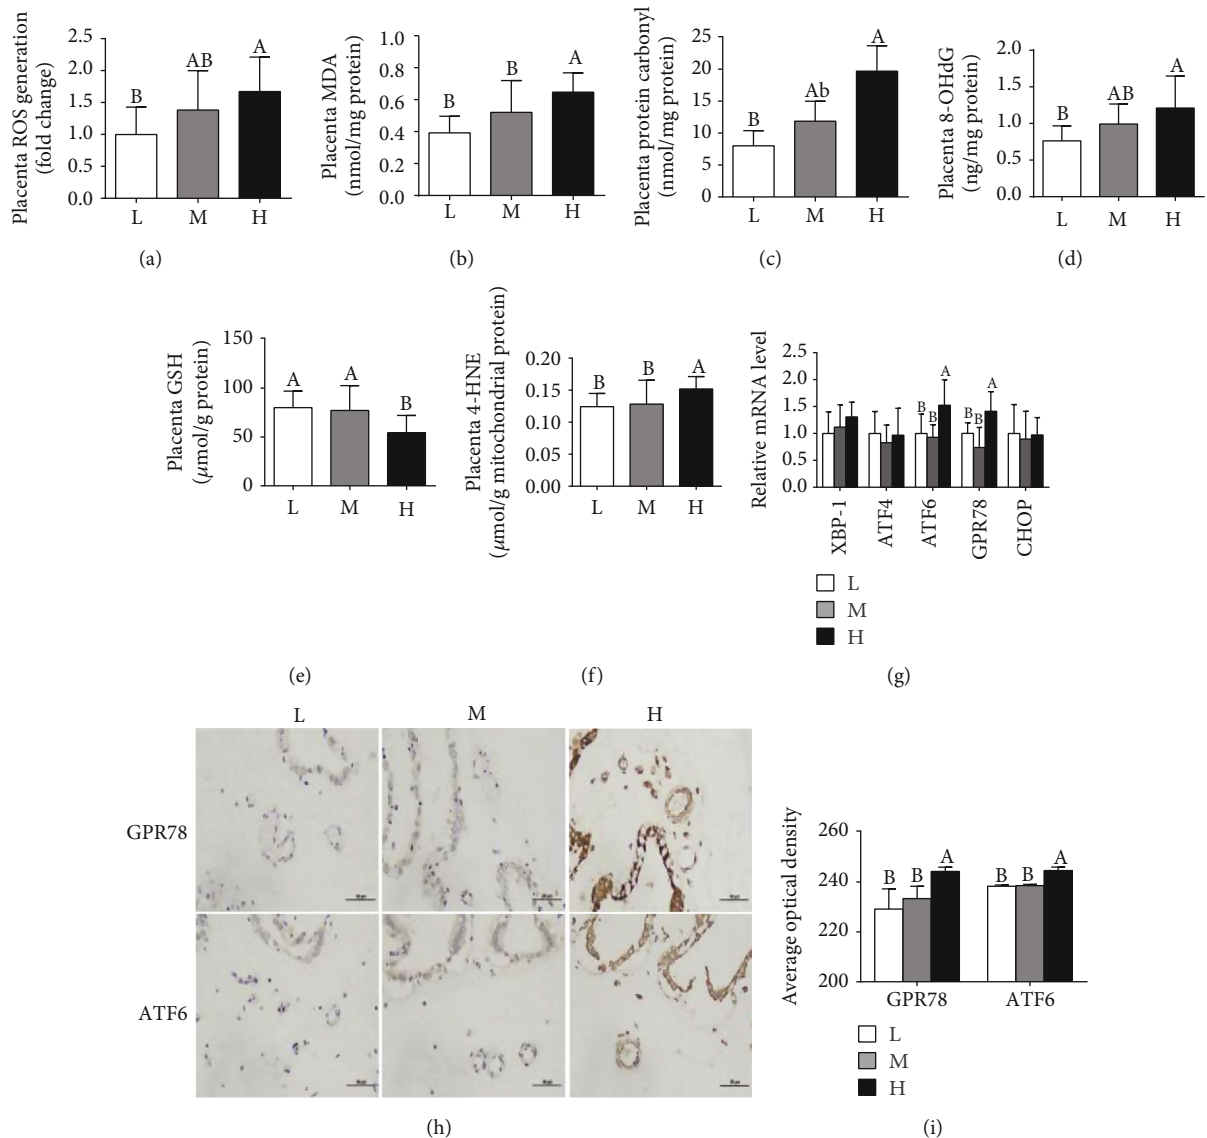 Placenta ROS generation
(fold change)
2.5
2.0
1.5
1.0
0.5
0.0
B
AB
A
L
M
H
(a)
Placenta MDA
(nmol/mg protein)
1.0
0.8
0.6
0.4
0.2
0.0
B
B
A
L
M
H
(b)
Placenta protein carbonyl
(nmol/mg protein)
25
20
15
10
5
0
B
Ab
A
L
M
H
(c)
Placenta 8-OHdG
(ng/mg protein)
2.0
1.5
1.0
0.5
0.0
B
AB
A
L
M
H
(d)
Placenta GSH
(μmol/g protein)
150
100
50
0
A
A
B
L
M
H
(e)
Placenta 4-HNE
(μmol/g mitochondrial protein)
0.20
0.15
0.10
0.05
0.00
B
B
A
L
M
H
(f)
Relative mRNA level
2.5
2.0
1.5
1.0
0.5
0.0
B
B
A
B
B
A
XBP-1
ATF4
ATF6
GPR78
CHOP
L
M
H
(g)
L
M
H
GPR78
ATF6
(h)
Average optical density
260
240
220
200
B
B
A
B
B
A
GPR78
ATF6
L
M
H
(i)